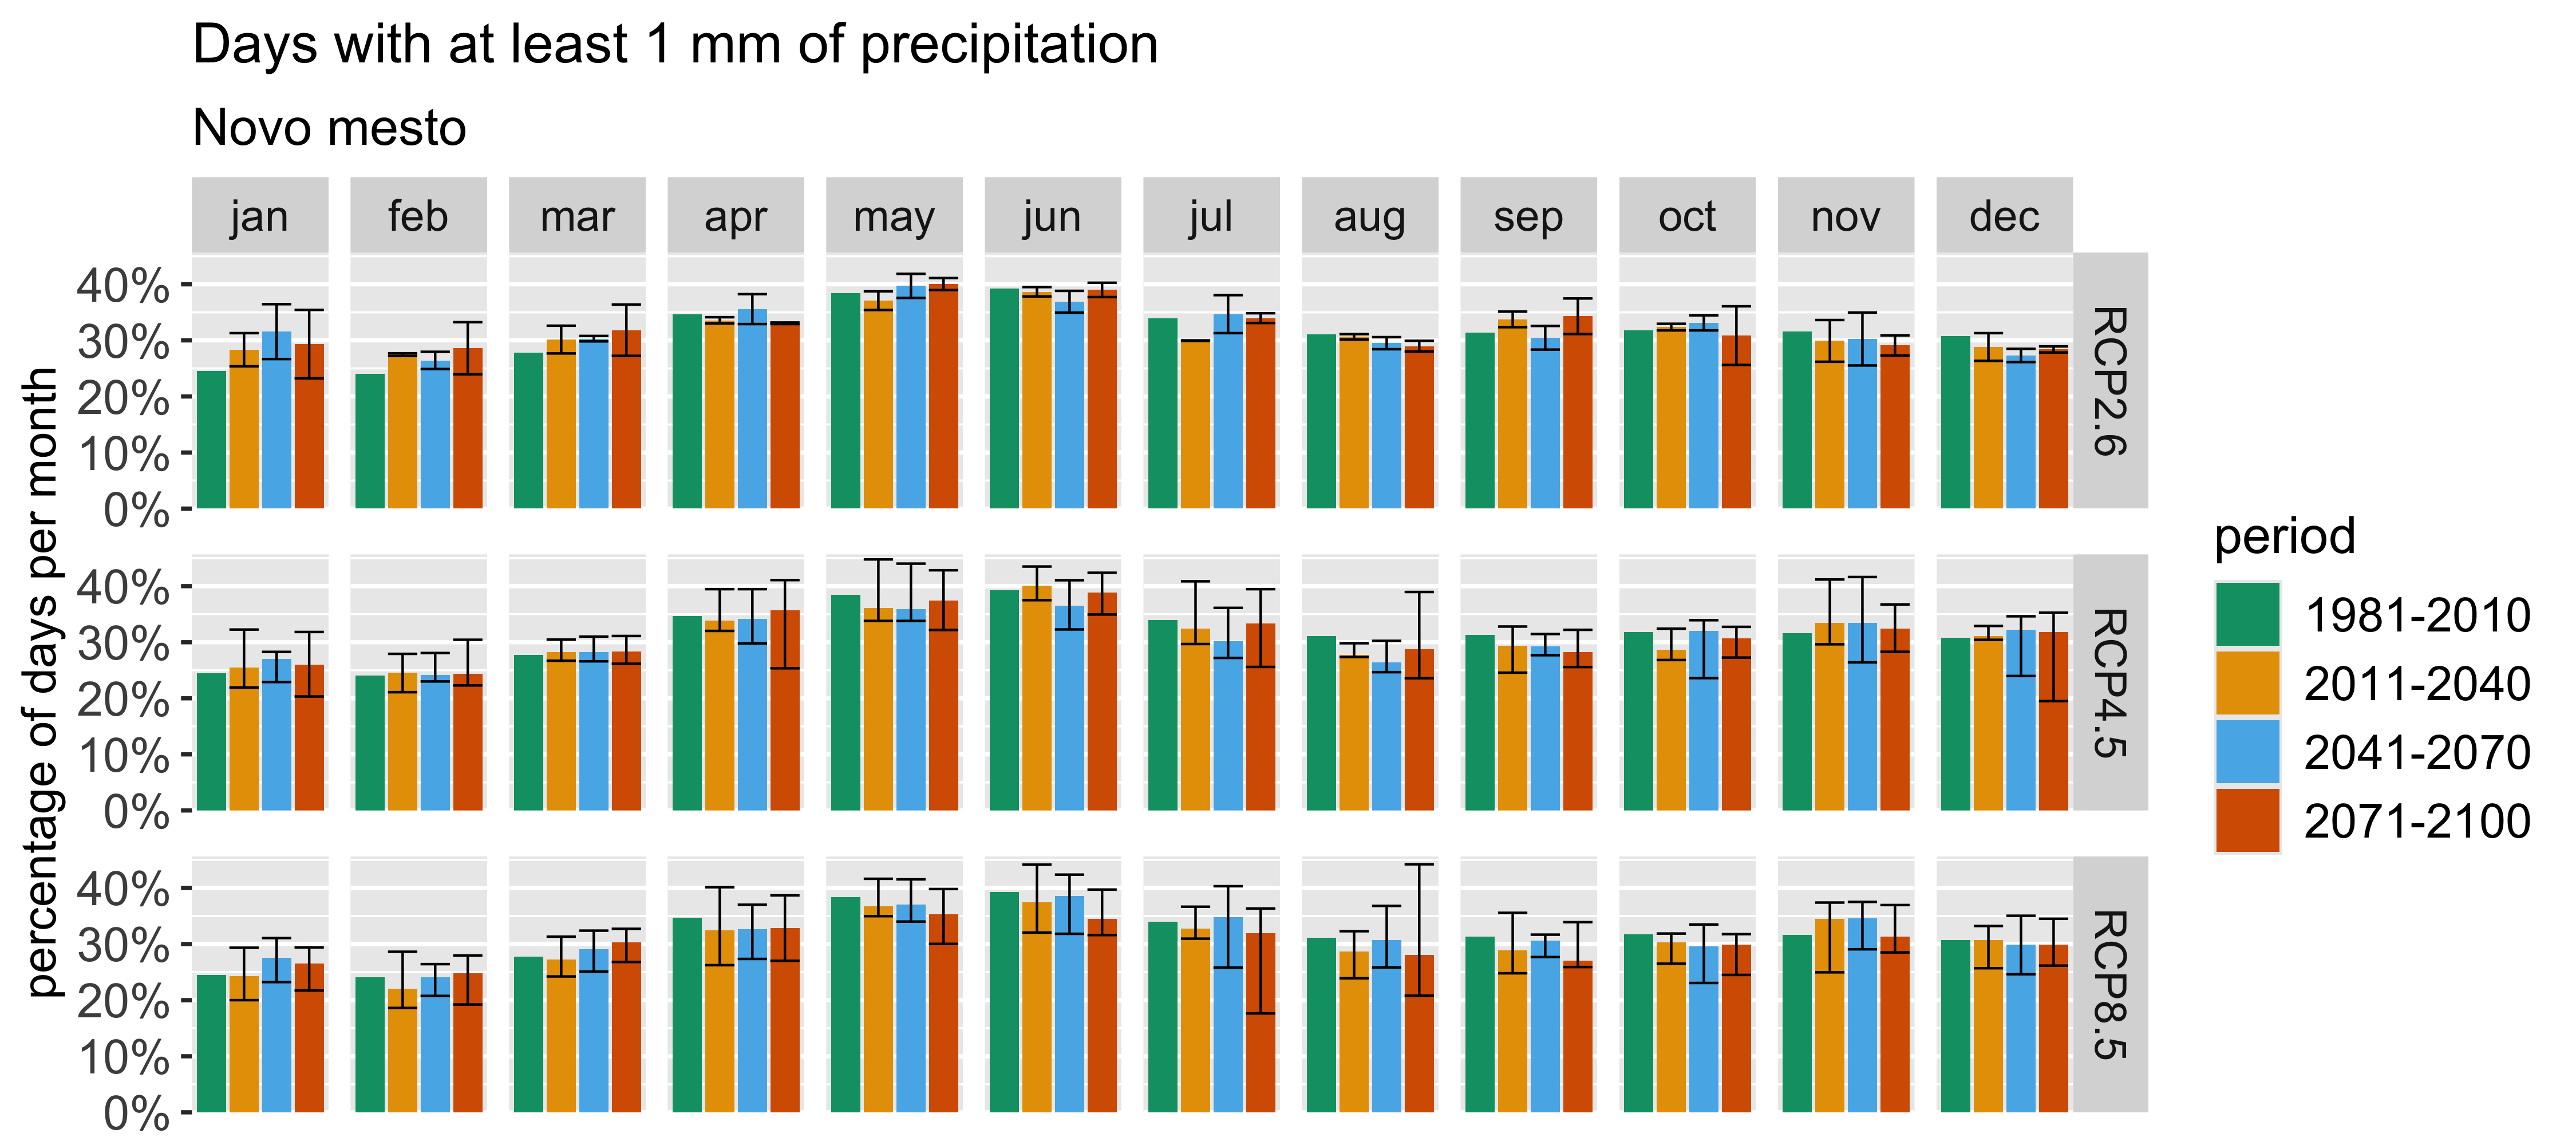 Days with at least 1 mm of precipitation
Novo mesto
jan feb mar apr may jun jul aug sep oct nov dec
percentage of days per month
40%
30%
20%
10%
0%
RCP2.6
40%
30%
20%
10%
0%
RCP4.5
40%
30%
20%
10%
0%
RCP8.5
period
1981-2010
2011-2040
2041-2070
2071-2100